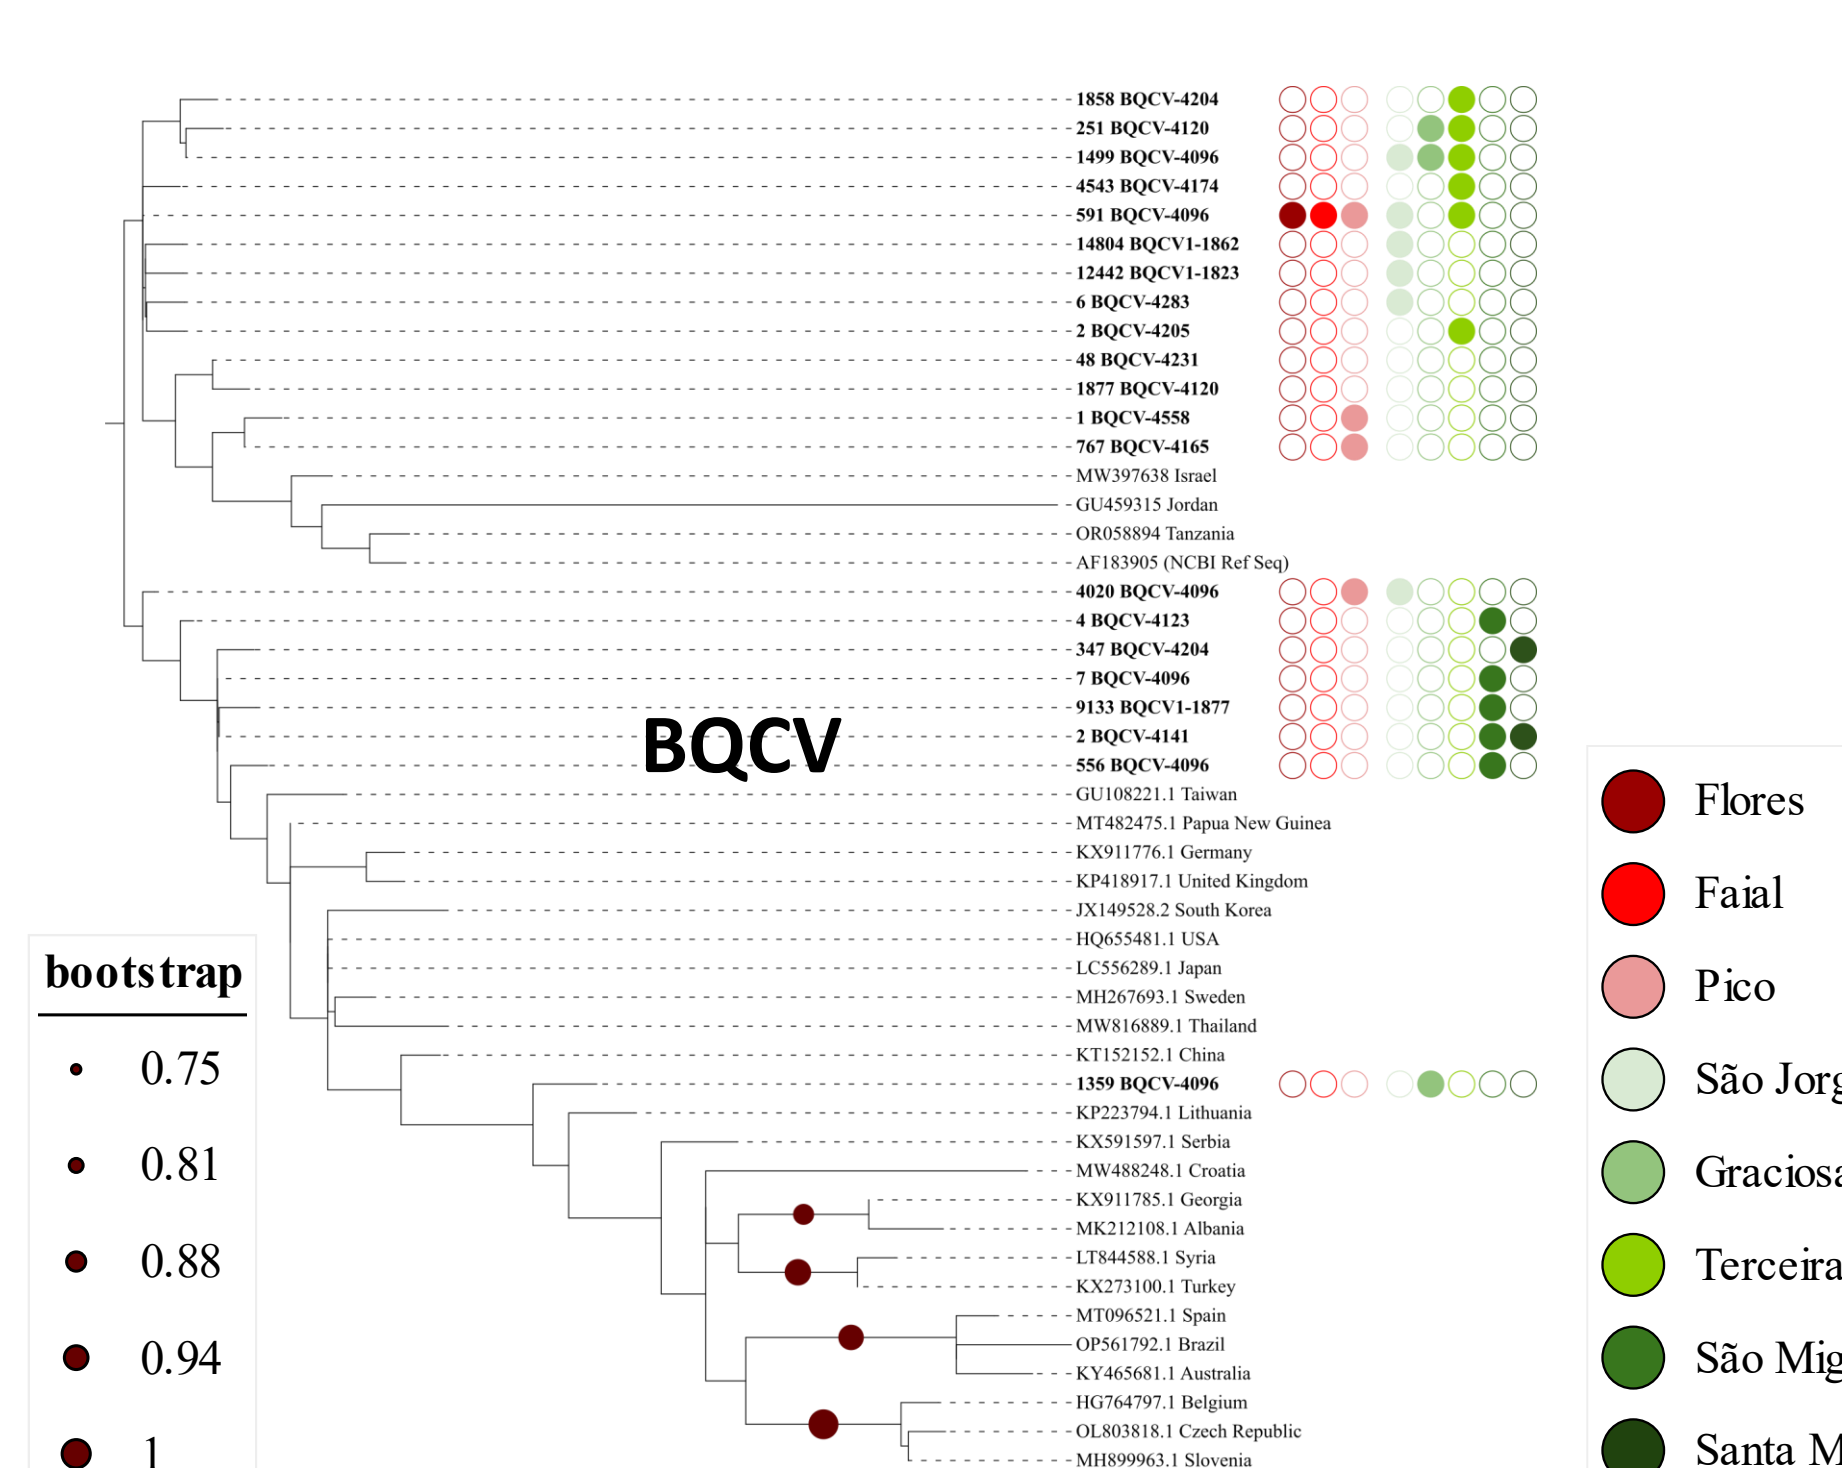 1858 BQCV-4204
251 BQCV-4120
1499 BQCV-4096
4543 BQCV-4174
591 BQCV-4096
14804 BQCV1-1862
12442 BQCV1-1823
6 BQCV-4283
2 BQCV-4205
48 BQCV-4231
1877 BQCV-4120
1 BQCV-4558
767 BQCV-4165
MW397638 Israel
GU459315 Jordan
OR058894 Tanzania
AF183905 (NCBI Ref Seq)
4020 BQCV-4096
4 BQCV-4123
347 BQCV-4204
7 BQCV-4096
9133 BQCV1-1877
2 BQCV-4141
556 BQCV-4096
GU108221.1 Taiwan
MT482475.1 Papua New Guinea
KX911776.1 Germany
KP418917.1 United Kingdom
JX149528.2 South Korea
HQ655481.1 USA
LC556289.1 Japan
MH267693.1 Sweden
MW816889.1 Thailand
KT152152.1 China
1359 BQCV-4096
KP223794.1 Lithuania
KX591597.1 Serbia
MW488248.1 Croatia
KX911785.1 Georgia
MK212108.1 Albania
LT844588.1 Syria
KX273100.1 Turkey
MT096521.1 Spain
OP561792.1 Brazil
KY465681.1 Australia
HG764797.1 Belgium
OL803818.1 Czech Republic
MH899963.1 Slovenia
BQCV
bootstrap
0.75
0.81
0.88
0.94
1
Flores
Faial
Pico
São Jorg
Graciosa
Terceira
São Mig
Santa M